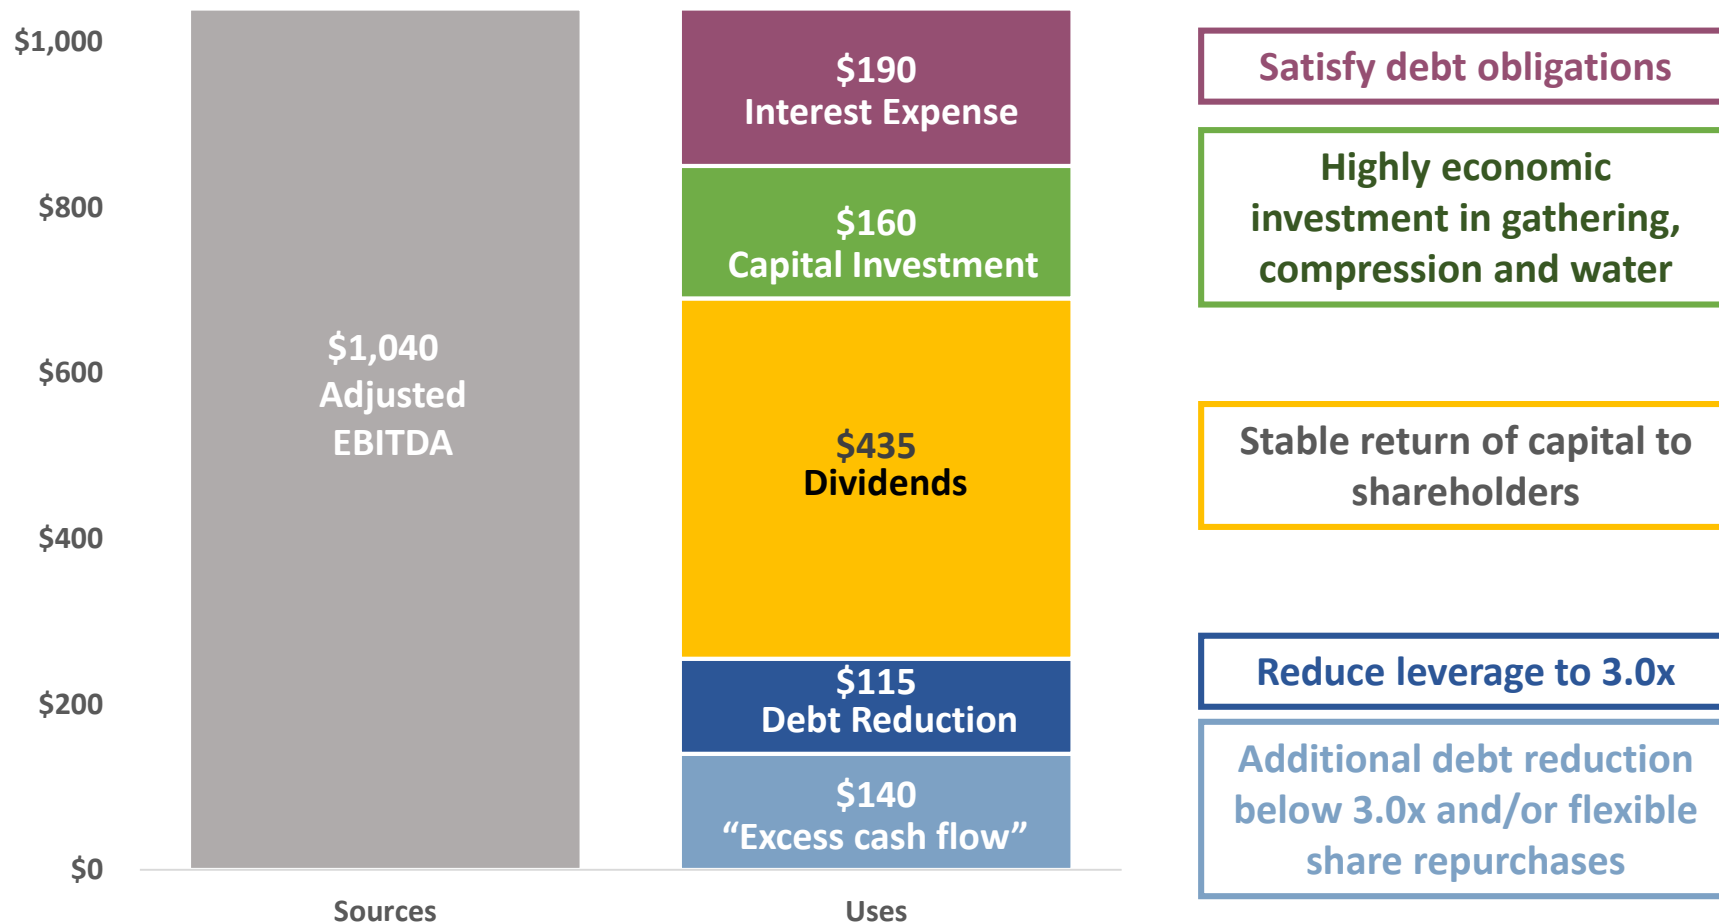 $1,000
$800
$600
$400
$200
$0
$1,040
Adjusted
EBITDA
Sources
$190
Interest Expense
$160
Capital Investment
$435
Dividends
$115
Debt Reduction
$140
“Excess cash flow”
Uses
Satisfy debt obligations
Highly economic
investment in gathering,
compression and water
Stable return of capital to
shareholders
Reduce leverage to 3.0x
Additional debt reduction
below 3.0x and/or flexible
share repurchases